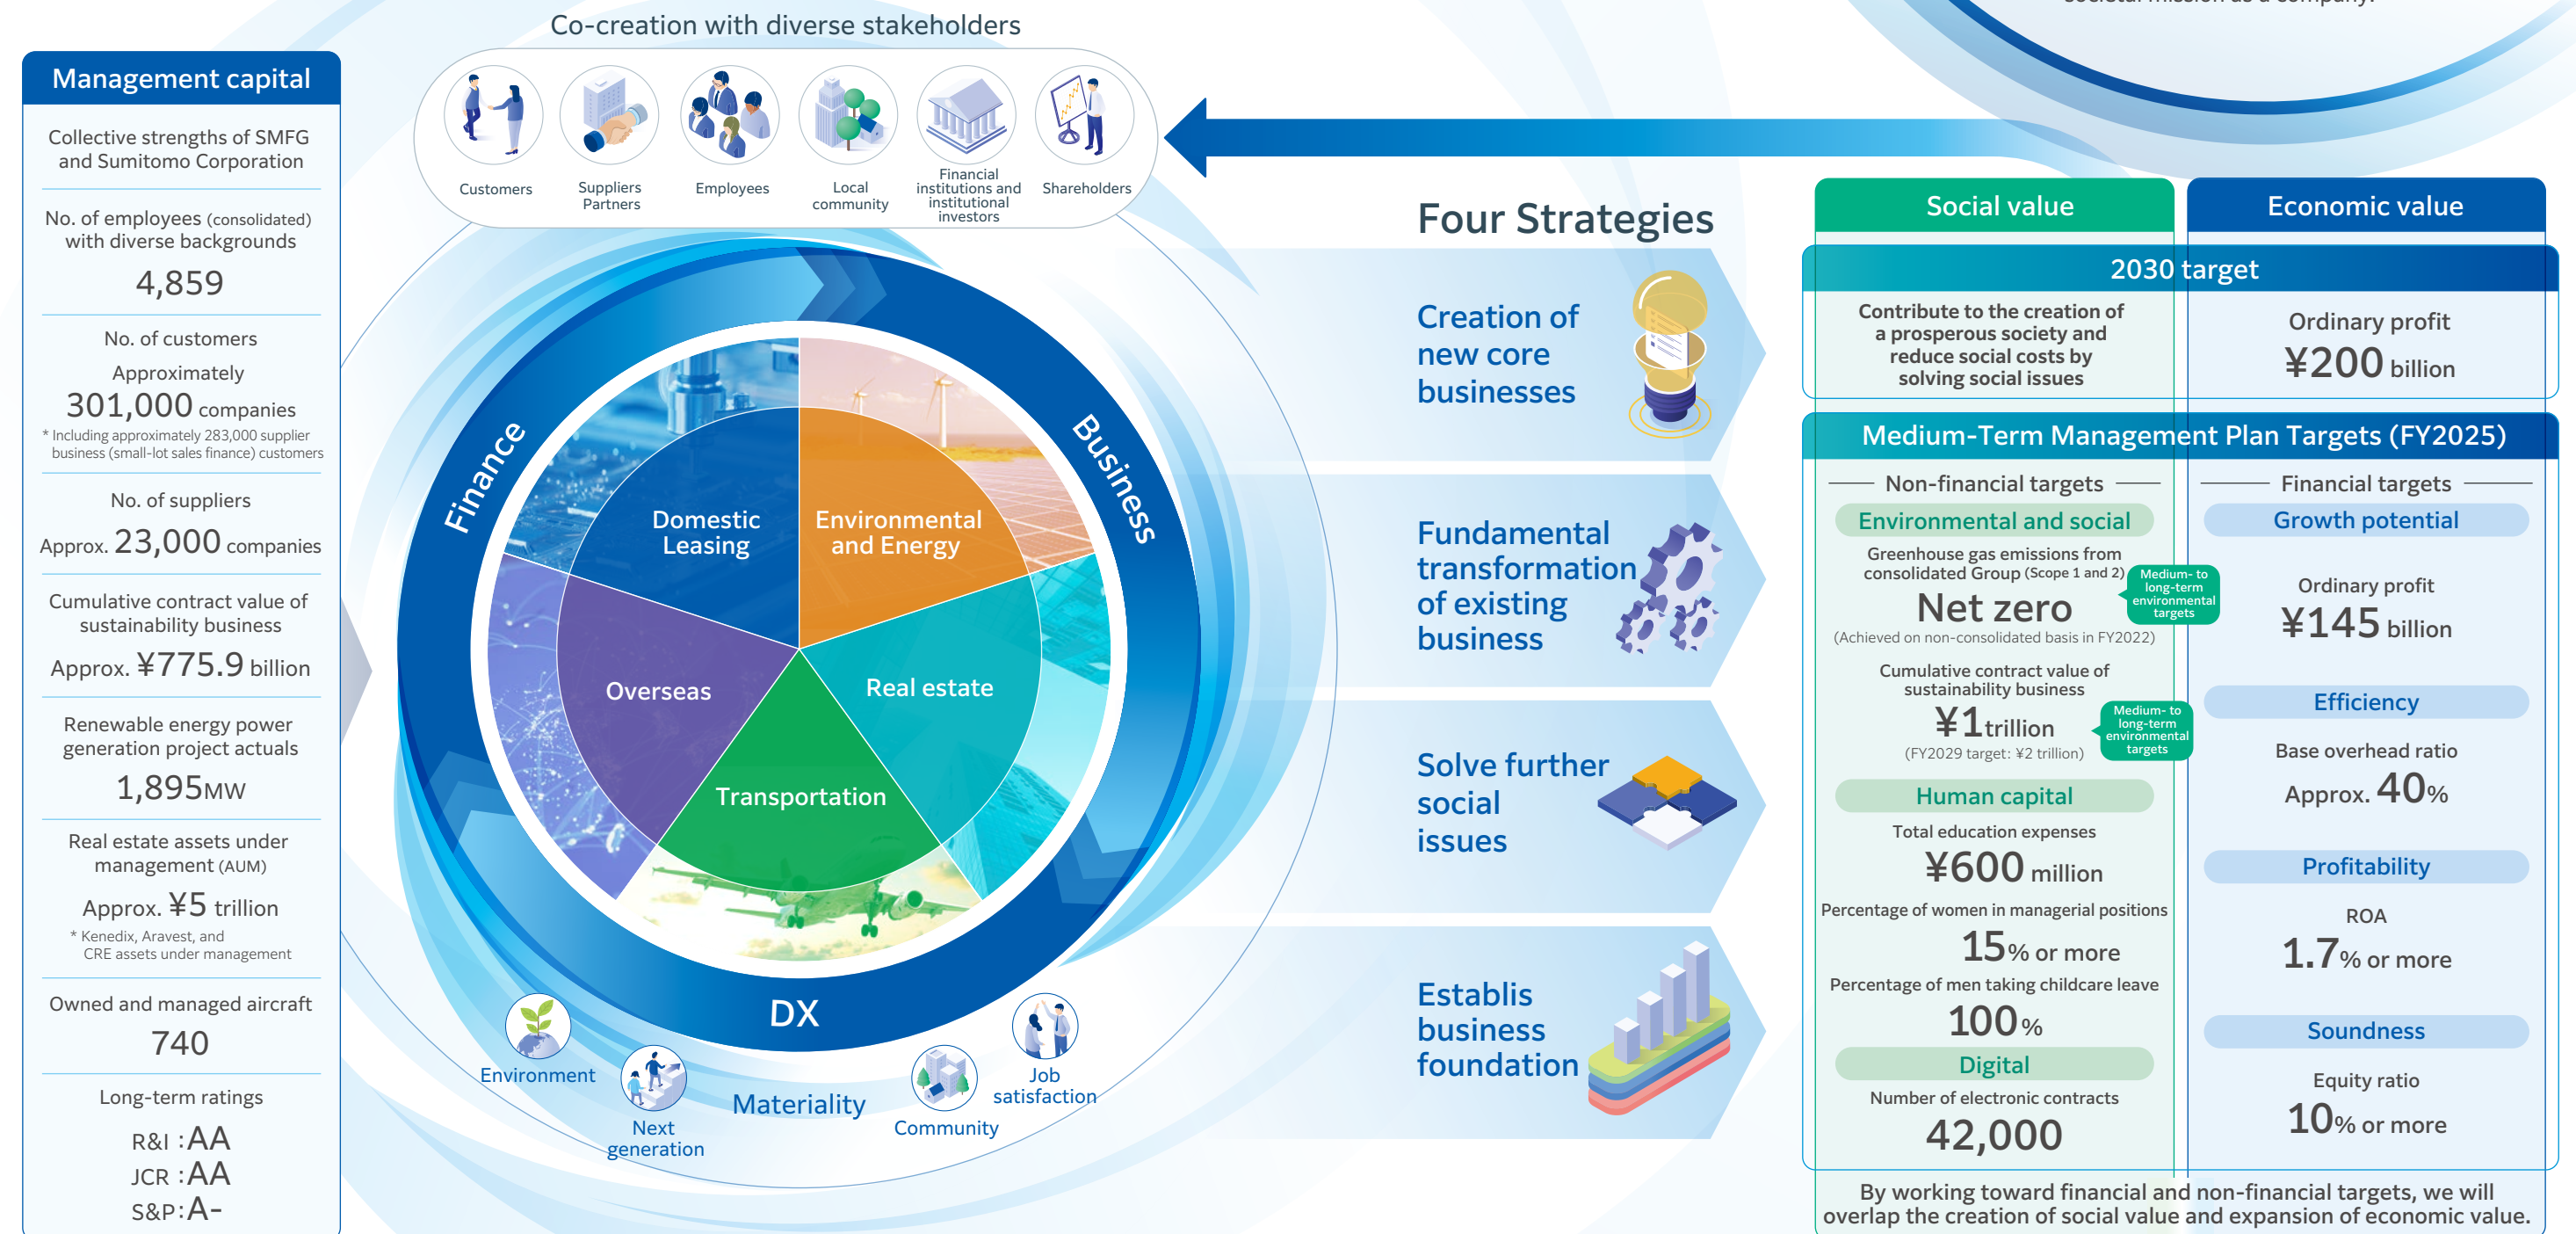 societal mission as a company.
Co-creation with diverse stakeholders
Customers
Suppliers
Partners
Employees
Local
community
Financial
institutions and
institutional
investors
Shareholders
Management capital
Collective strengths of SMFG
and Sumitomo Corporation
No. of employees (consolidated)
with diverse backgrounds
4,859
No. of customers
Approximately
301,000 companies
* Including approximately 283,000 supplier
business (small-lot sales finance) customers
No. of suppliers
Approx. 23,000 companies
Cumulative contract value of
sustainability business
Approx. ¥775.9 billion
Renewable energy power
generation project actuals
1,895MW
Real estate assets under
management (AUM)
Approx. ¥5 trillion
* Kenedix, Aravest, and
CRE assets under management
Owned and managed aircraft
740
Long-term ratings
R&I :AA
JCR :AA
S&P:A-
Finance
Business
DX
Domestic
Leasing
Environmental
and Energy
Overseas
Real estate
Transportation
Environment
Next
generation
Materiality
Community
Job
satisfaction
Four Strategies
Creation of
new core
businesses
Fundamental
transformation
of existing
business
Solve further
social
issues
Establis
business
foundation
Social value
Economic value
2030 target
Contribute to the creation of
a prosperous society and
reduce social costs by
solving social issues
Ordinary profit
¥200 billion
Medium-Term Management Plan Targets (FY2025)
Non-financial targets
Environmental and social
Greenhouse gas emissions from
consolidated Group (Scope 1 and 2)
Medium- to
long-term
environmental
targets
Net zero
(Achieved on non-consolidated basis in FY2022)
Cumulative contract value of
sustainability business
¥1trillion
(FY2029 target: ¥2 trillion)
Medium- to
long-term
environmental
targets
Human capital
Total education expenses
¥600 million
Percentage of women in managerial positions
15% or more
Percentage of men taking childcare leave
100%
Digital
Number of electronic contracts
42,000
Financial targets
Growth potential
Ordinary profit
¥145 billion
Efficiency
Base overhead ratio
Approx. 40%
Profitability
ROA
1.7% or more
Soundness
Equity ratio
10% or more
By working toward financial and non-financial targets, we will
overlap the creation of social value and expansion of economic value.